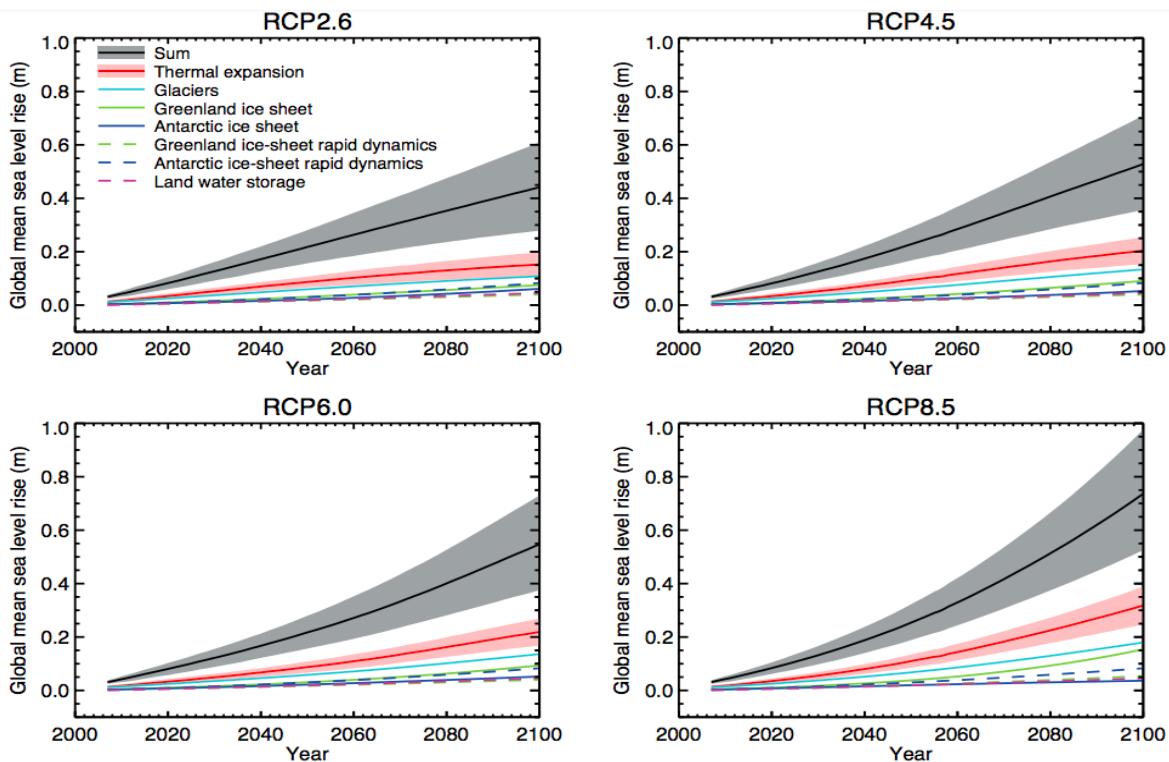 RCP2.6
1.0
0.8
0.6
0.4
0.2
0.0
Global mean sea level rise (m)
Sum
Thermal expansion
Glaciers
Greenland ice sheet
Antarctic ice sheet
Greenland ice-sheet rapid dynamics
Antarctic ice-sheet rapid dynamics
Land water storage
2000 2020 2040 2060 2080 2100
Year
RCP4.5
1.0
0.8
0.6
0.4
0.2
0.0
Global mean sea level rise (m)
2000 2020 2040 2060 2080 2100
Year
RCP6.0
1.0
0.8
0.6
0.4
0.2
0.0
Global mean sea level rise (m)
2000 2020 2040 2060 2080 2100
Year
RCP8.5
1.0
0.8
0.6
0.4
0.2
0.0
Global mean sea level rise (m)
2000 2020 2040 2060 2080 2100
Year